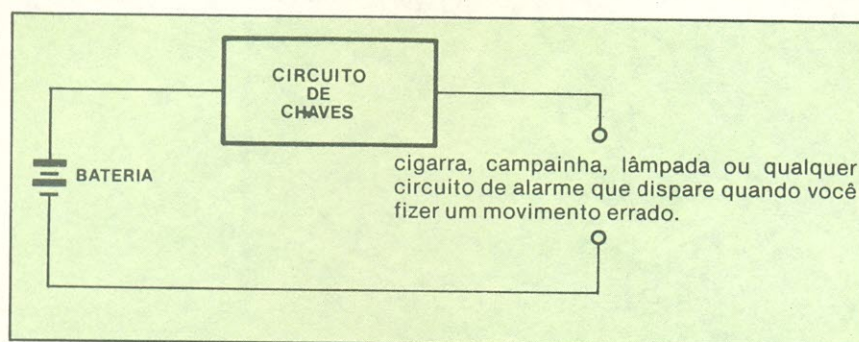 CIRCUITO
DE
CHAVES
BATERIA
cigarra, campainha, lâmpada ou qualquer
circuito de alarme que dispare quando você
fizer um movimento errado.